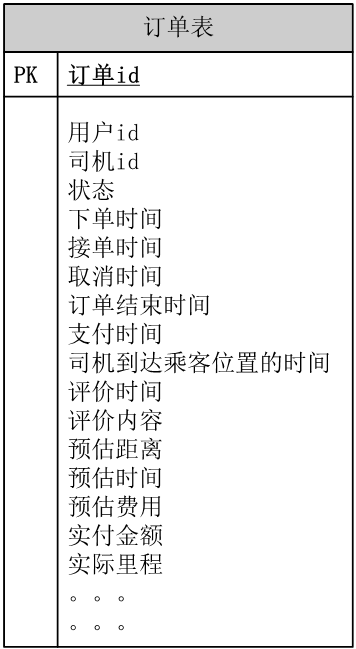 订单表
PK 订单id
用户id
司机id
状态
下单时间
接单时间
取消时间
订单结束时间
支付时间
司机到达乘客位置的时间
评价时间
评价内容
预估距离
预估时间
预估费用
实付金额
实际里程
。。。
。。。